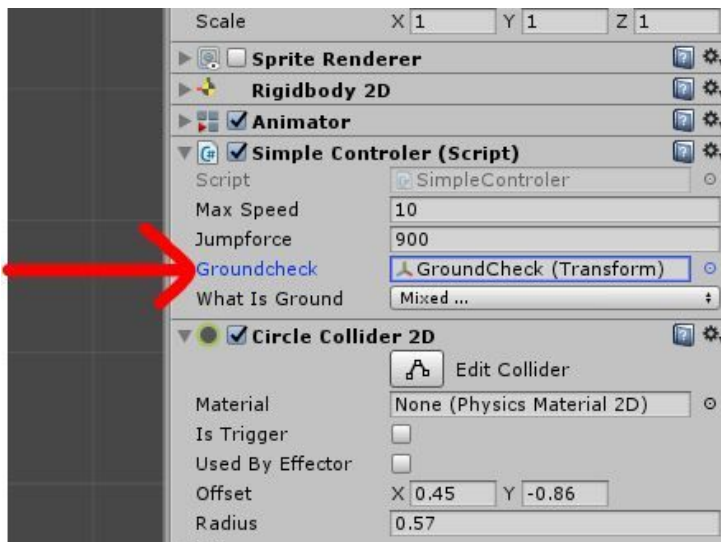 Scale X 1 Y 1 Z 1
Sprite Renderer
Rigidbody 2D
Animator
Simple Controler (Script)
Script SimpleControler
Max Speed 10
Jumpforce 900
Groundcheck GroundCheck (Transform)
What Is Ground Mixed ...
Circle Collider 2D
Edit Collider
Material None (Physics Material 2D)
Is Trigger
Used By Effector
Offset X 0.45 Y -0.86
Radius 0.57